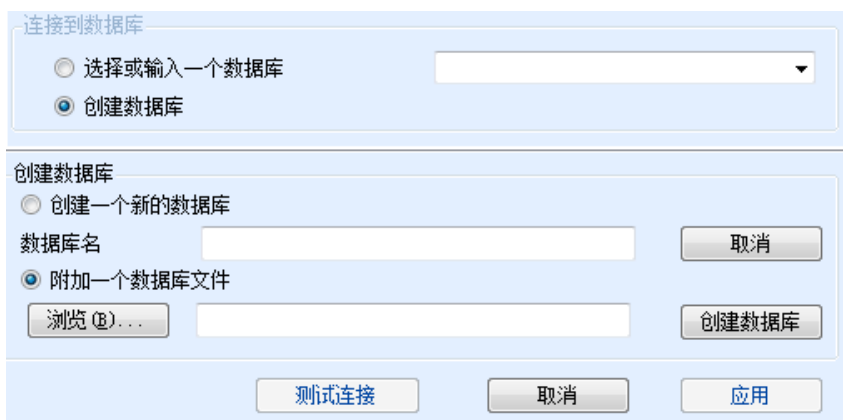 连接到数据库
选择或输入一个数据库
创建数据库
创建数据库
创建一个新的数据库
数据库名
取消
附加一个数据库文件
浏览(B)...
创建数据库
测试连接
取消
应用